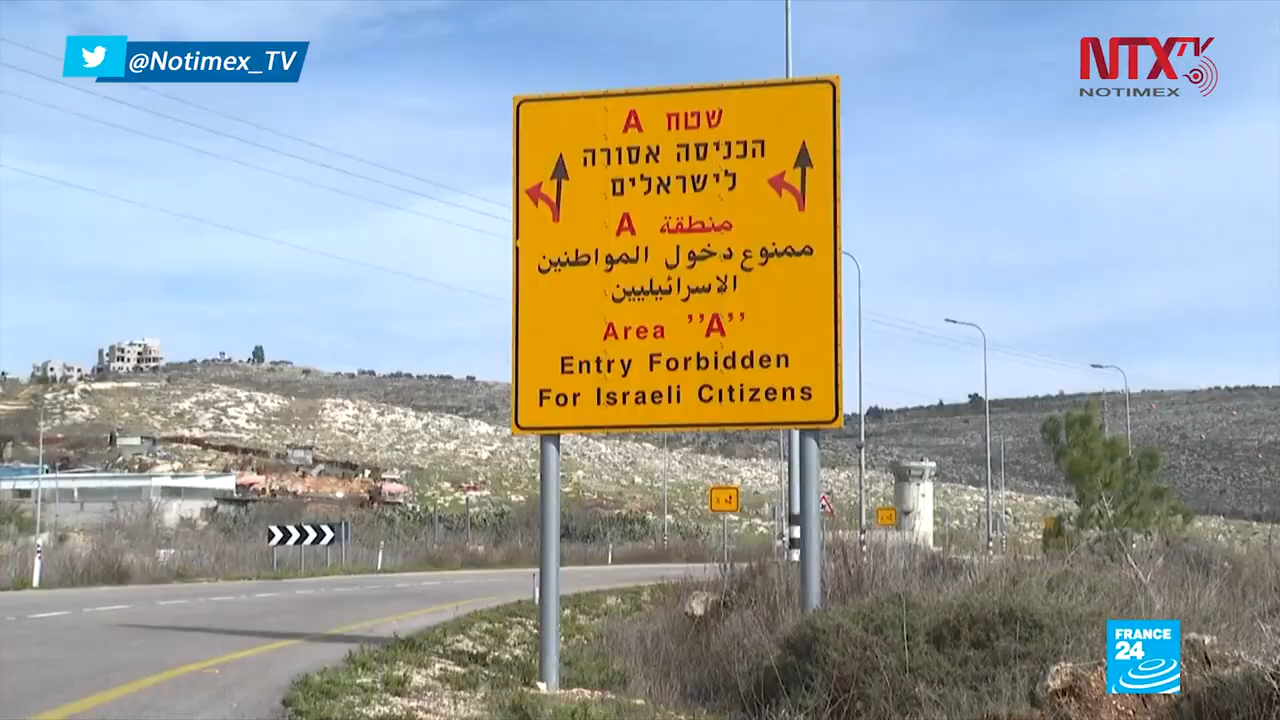 @Notimex_TV
NTX TV
NOTIMEX
שטח A
הכניסה אסורה
לישראלים
منطقة A
ممنوع دخول المواطنين
الاسرائيليين
Area ''A''
Entry Forbidden
For Israeli Citizens
FRANCE
24